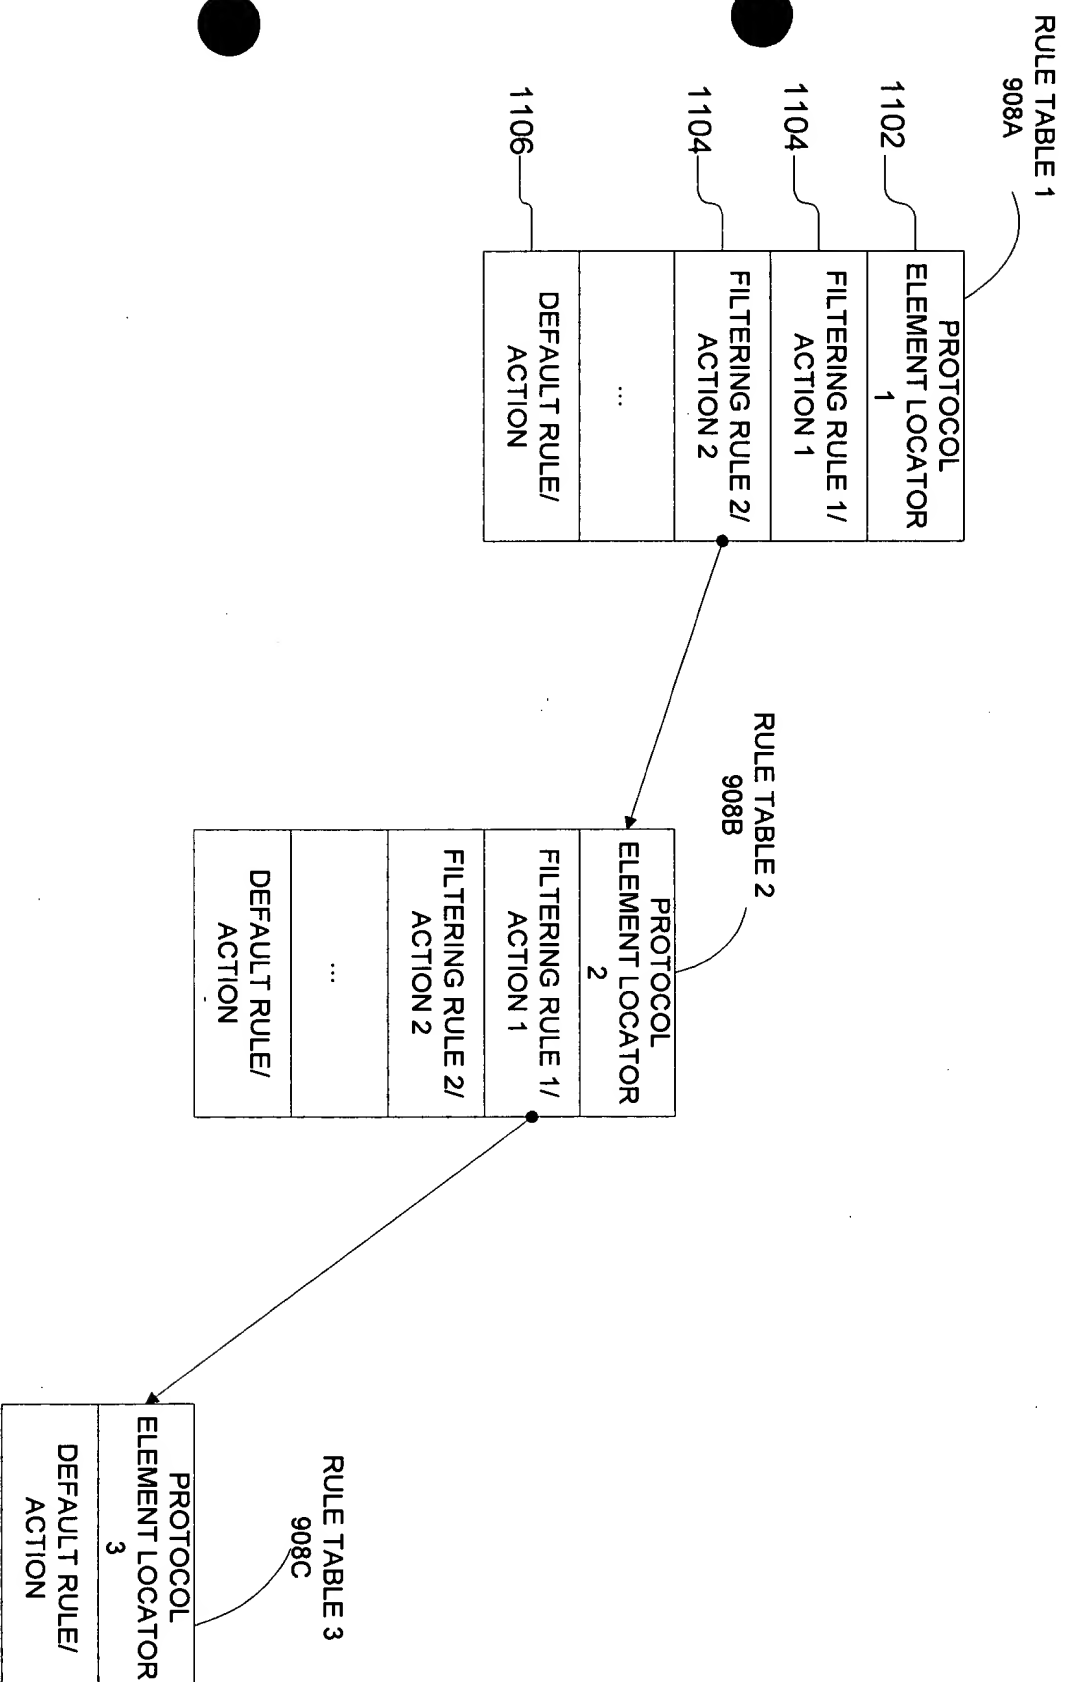 RULE TABLE 1
908A
1102
1104
1104
1106
PROTOCOL
ELEMENT LOCATOR
1
FILTERING RULE 1/
ACTION 1
FILTERING RULE 2/
ACTION 2
...
DEFAULT RULE/
ACTION
RULE TABLE 2
908B
PROTOCOL
ELEMENT LOCATOR
2
FILTERING RULE 1/
ACTION 1
FILTERING RULE 2/
ACTION 2
...
DEFAULT RULE/
ACTION
RULE TABLE 3
908C
PROTOCOL
ELEMENT LOCATOR
3
DEFAULT RULE/
ACTION